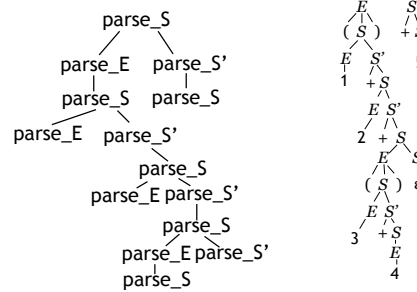 parse_S
E S
parse_E parse_S'
( S ) +
parse_S parse_S
E S'
1 + S
parse_E parse_S'
E S'
parse_S
2 + S
parse_E parse_S'
E
parse_S
( S )
parse_E parse_S'
E S'
parse_S
3 + S
E
4